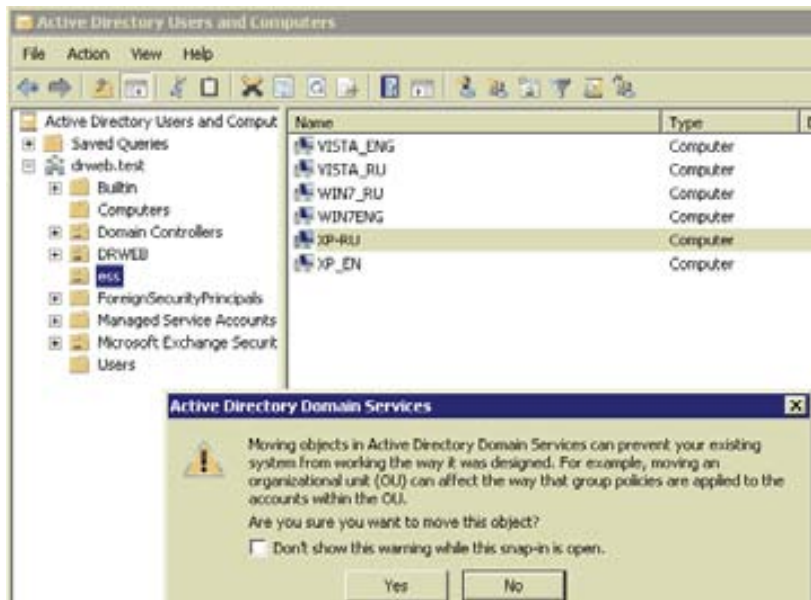 Active Directory Users and Computers
File Action View Help
Active Directory Users and Comput
Saved Queries
drweb.test
Builtin
Computers
Domain Controllers
DRWEB
ess
ForeignSecurityPrincipals
Managed Service Accounts
Microsoft Exchange Securit
Users
Name Type
VISTA_ENG Computer
VISTA_RU Computer
WIN7_RU Computer
WIN7ENG Computer
XP-RU Computer
XP_EN Computer
Active Directory Domain Services
Moving objects in Active Directory Domain Services can prevent your existing
system from working the way it was designed. For example, moving an
organizational unit (OU) can affect the way that group policies are applied to the
accounts within the OU.
Are you sure you want to move this object?
Don't show this warning while this snap-in is open.
Yes No